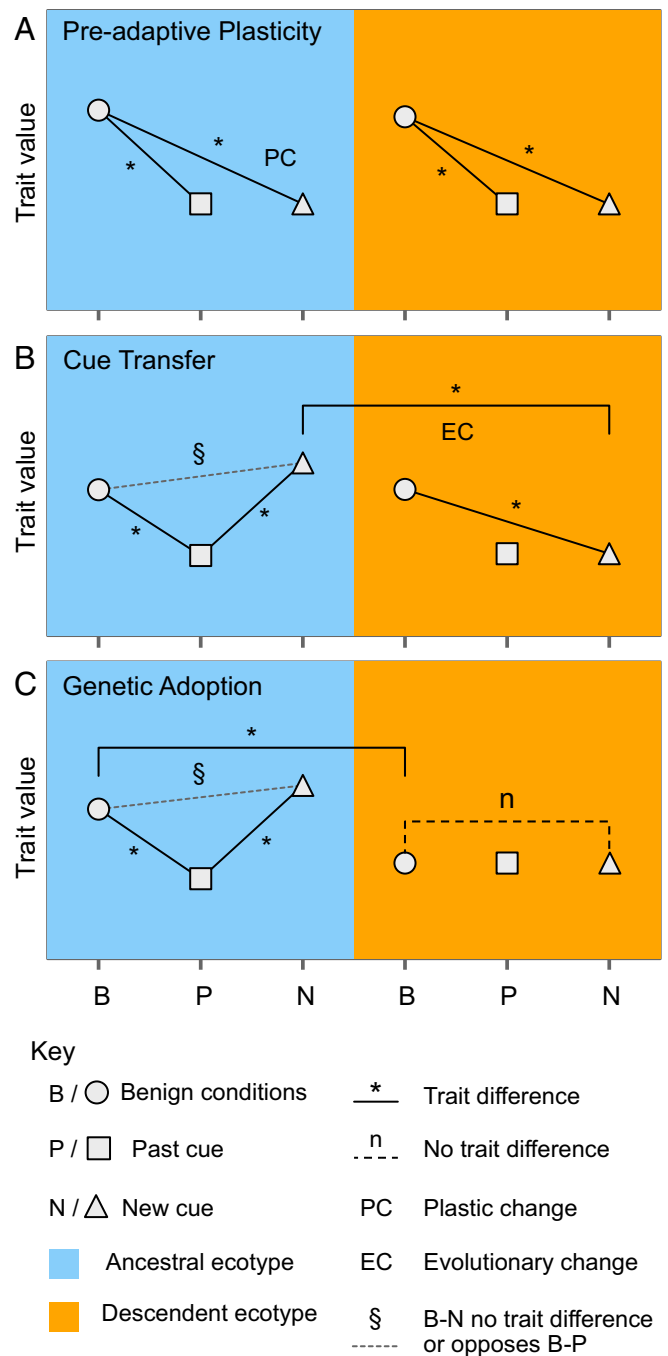 A Pre-adaptive Plasticity
Trait value
*
*
PC
*
*
B Cue Transfer
Trait value
*
EC
§
*
*
*
C Genetic Adoption
Trait value
*
§
*
*
n
B P N B P N
Key
B / Benign conditions
P / Past cue
N / New cue
Ancestral ecotype
Descendent ecotype
* Trait difference
n No trait difference
PC Plastic change
EC Evolutionary change
§ B-N no trait difference
or opposes B-P